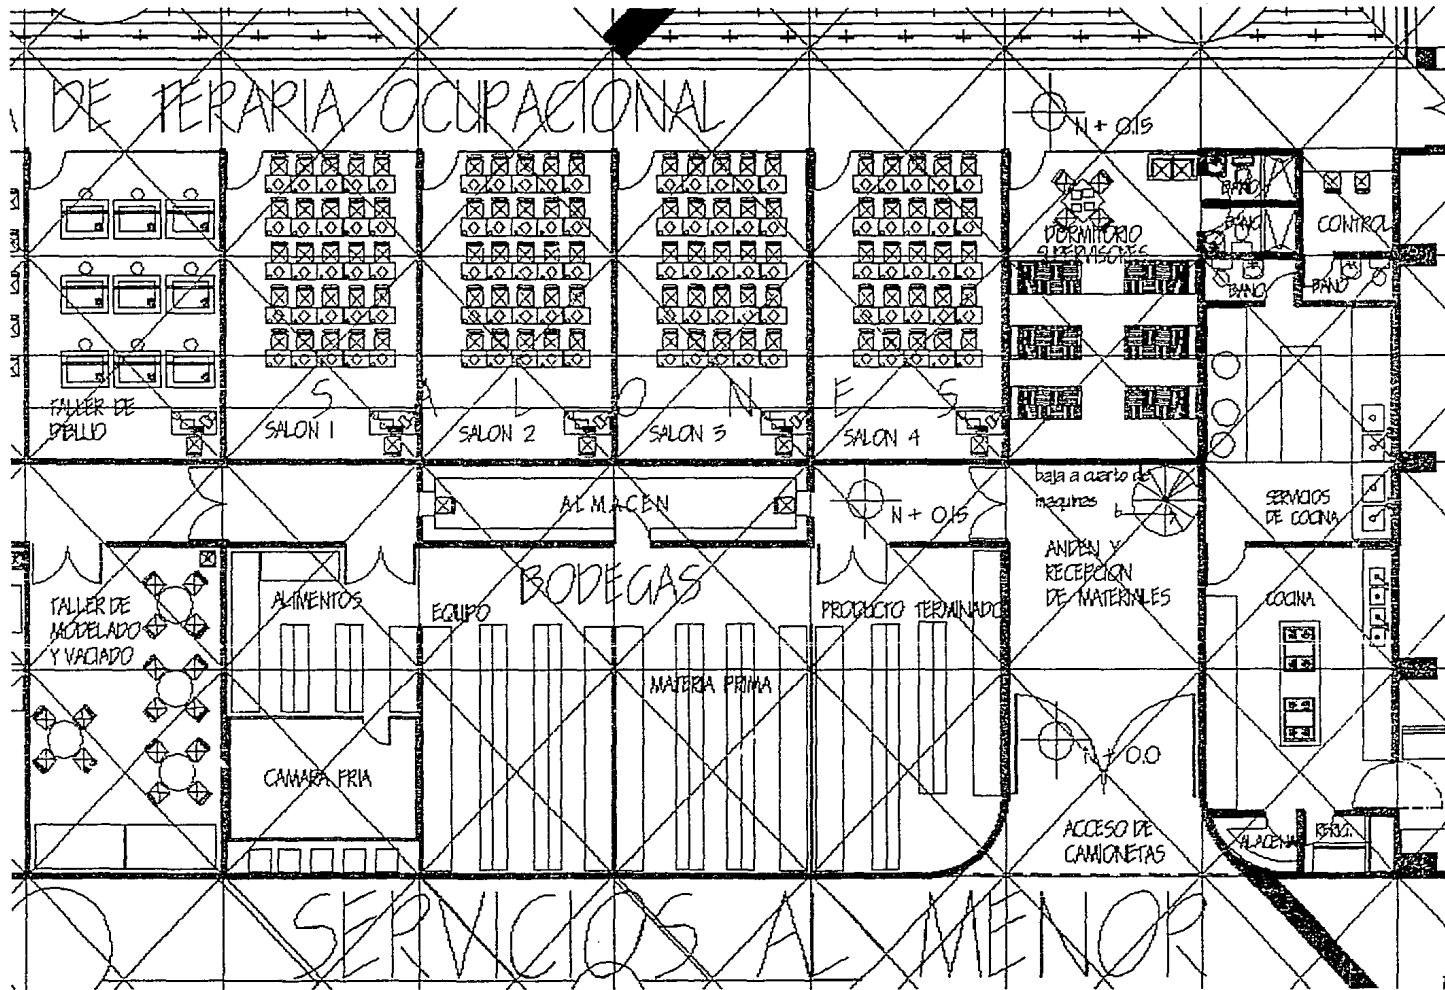 DE TERAPIA OCUPACIONAL
N + 0.15
BAÑO
BAÑO
CONTROL
DORMITORIO
SUPERVISORES
BAÑO
BAÑO
SALONES
TALLER DE
DIBUJO
SALON 1
SALON 2
SALON 3
SALON 4
baja a cuarto de
maquinas
b
ALMACEN
N + 0.15
SERVICIOS
DE COCINA
ANDEN Y
RECEPCION
DE MATERIALES
BODEGAS
TALLER DE
MODELADO
Y VACIADO
ALIMENTOS
EQUIPO
PRODUCTO TERMINADO
COCINA
MATERIA PRIMA
CAMARA FRIA
N + 0.0
ACCESO DE
CAMIONETAS
ALACENA
REFRIG.
SERVICIOS AL MENOR